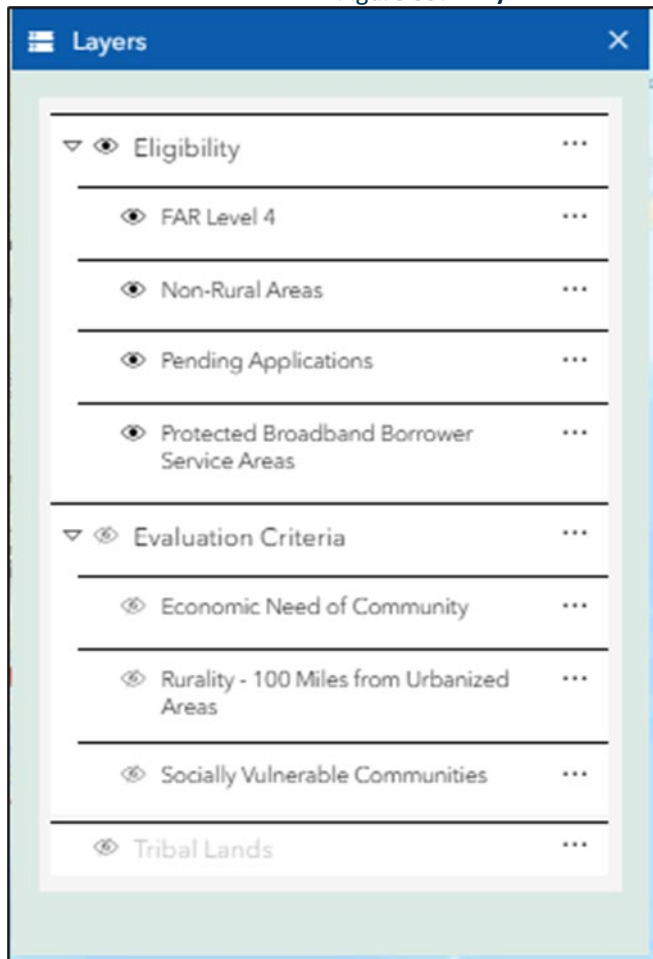 Layers
Eligibility
FAR Level 4
Non-Rural Areas
Pending Applications
Protected Broadband Borrower
Service Areas
Evaluation Criteria
Economic Need of Community
Rurality - 100 Miles from Urbanized
Areas
Socially Vulnerable Communities
Tribal Lands